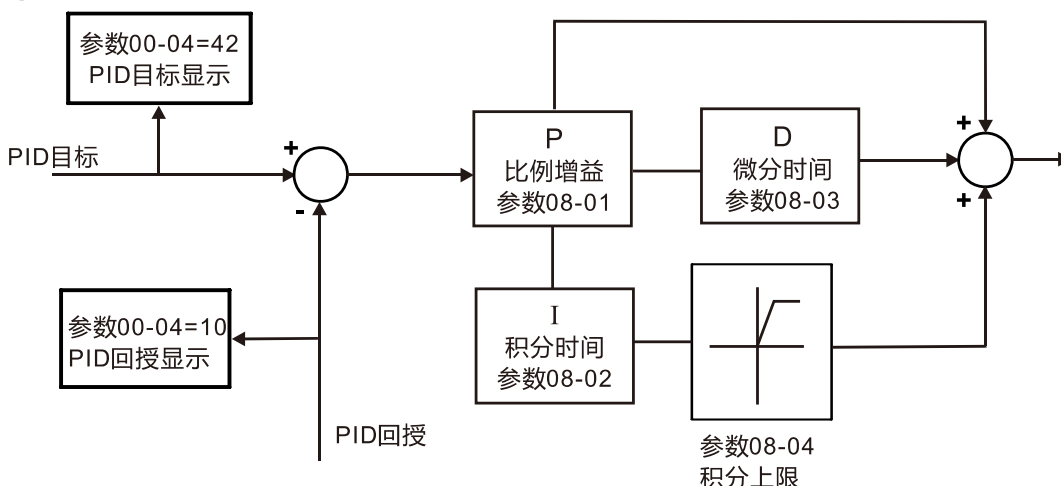 参数00-04=42
PID目标显示
PID目标
+
-
参数00-04=10
PID回授显示
PID回授
P
比例增益
参数08-01
D
微分时间
参数08-03
I
积分时间
参数08-02
参数08-04
积分上限
+
+